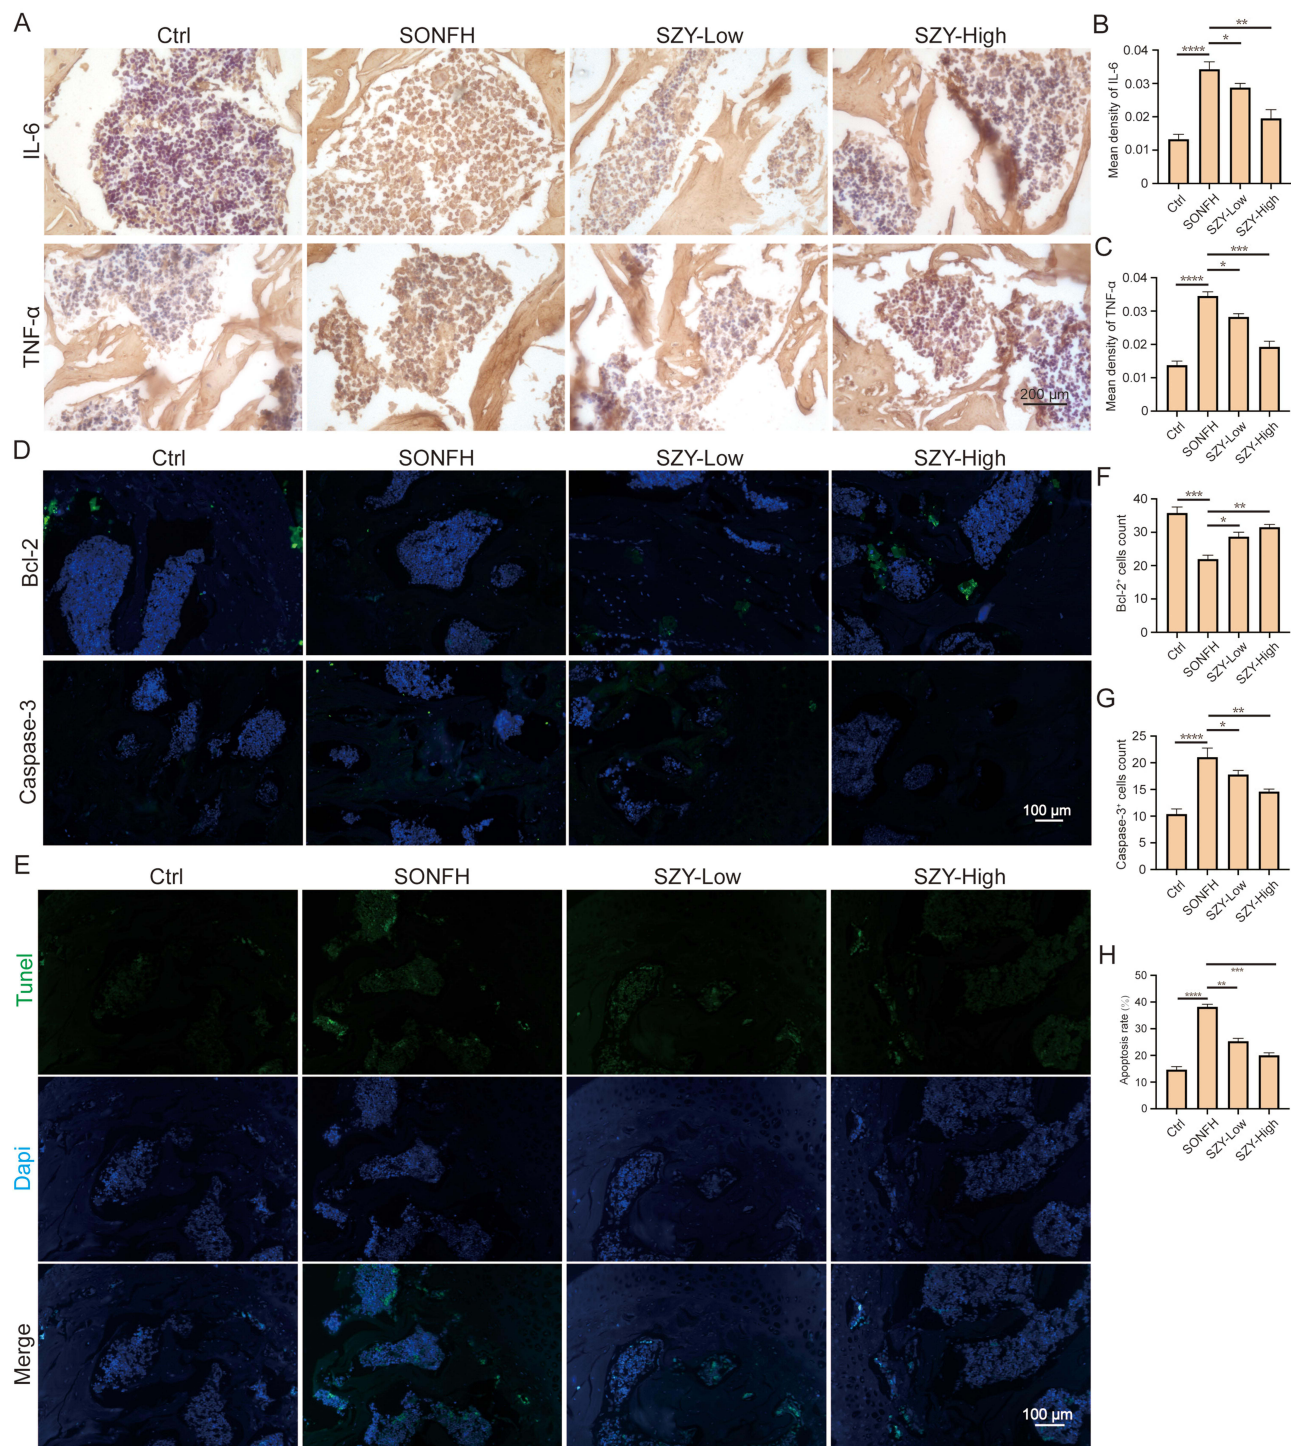 A
Ctrl
SONFH
SZY-Low
SZY-High
IL-6
TNF-α
200 µm
B
Mean density of IL-6
0.04
0.03
0.02
0.01
0
****
*
**
Ctrl
SONFH
SZY-Low
SZY-High
C
Mean density of TNF-α
0.04
0.03
0.02
0.01
0
****
*
***
Ctrl
SONFH
SZY-Low
SZY-High
D
Ctrl
SONFH
SZY-Low
SZY-High
Bcl-2
Caspase-3
100 µm
F
Bcl-2⁺ cells count
40
30
20
10
0
***
*
**
Ctrl
SONFH
SZY-Low
SZY-High
G
Caspase-3⁺ cells count
25
20
15
10
5
0
****
*
**
Ctrl
SONFH
SZY-Low
SZY-High
E
Ctrl
SONFH
SZY-Low
SZY-High
Tunel
Dapi
Merge
100 µm
H
Apoptosis rate (%)
50
40
30
20
10
0
****
**
***
Ctrl
SONFH
SZY-Low
SZY-High